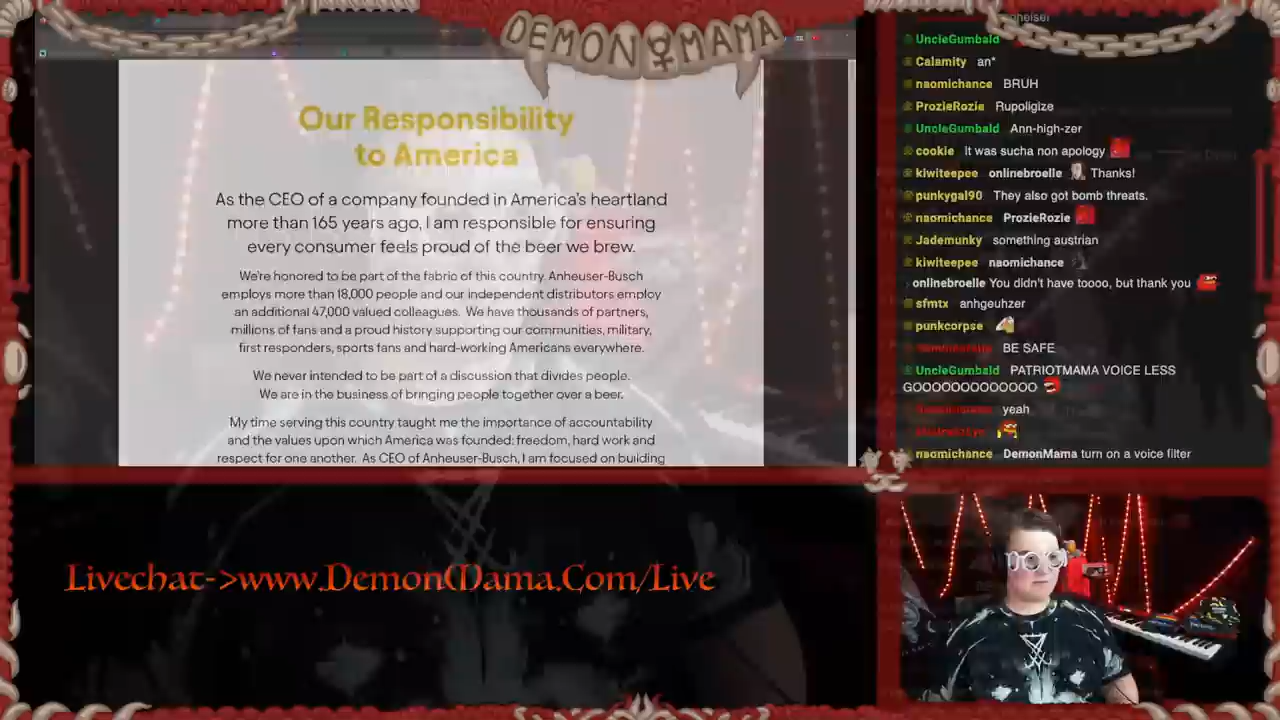 DEMON MAMA
Our Responsibility
to America
As the CEO of a company founded in America's heartland
more than 165 years ago, I am responsible for ensuring
every consumer feels proud of the beer we brew.
We're honored to be part of the fabric of this country. Anheuser-Busch
employs more than 18,000 people and our independent distributors employ
an additional 47,000 valued colleagues. We have thousands of partners,
millions of fans and a proud history supporting our communities, military,
first responders, sports fans and hard-working Americans everywhere.
We never intended to be part of a discussion that divides people.
We are in the business of bringing people together over a beer.
My time serving this country taught me the importance of accountability
and the values upon which America was founded: freedom, hard work and
respect for one another. As CEO of Anheuser-Busch, I am focused on building
UncleGumbald
Calamity an*
naomichance BRUH
ProzieRozie Rupoligize
UncleGumbald Ann-high-zer
cookie It was sucha non apology
kiwiteepee onlinebroelle Thanks!
punkygal90 They also got bomb threats.
naomichance ProzieRozie
Jademunky something austrian
kiwiteepee naomichance
onlinebroelle You didn't have toooo, but thank you
sfmtx anhgeuhzer
punkcorpse
BE SAFE
UncleGumbald PATRIOTMAMA VOICE LESS
GOOOOOOOOOOOOO
yeah
naomichance DemonMama turn on a voice filter
Livechat->www.DemonMama.Com/Live